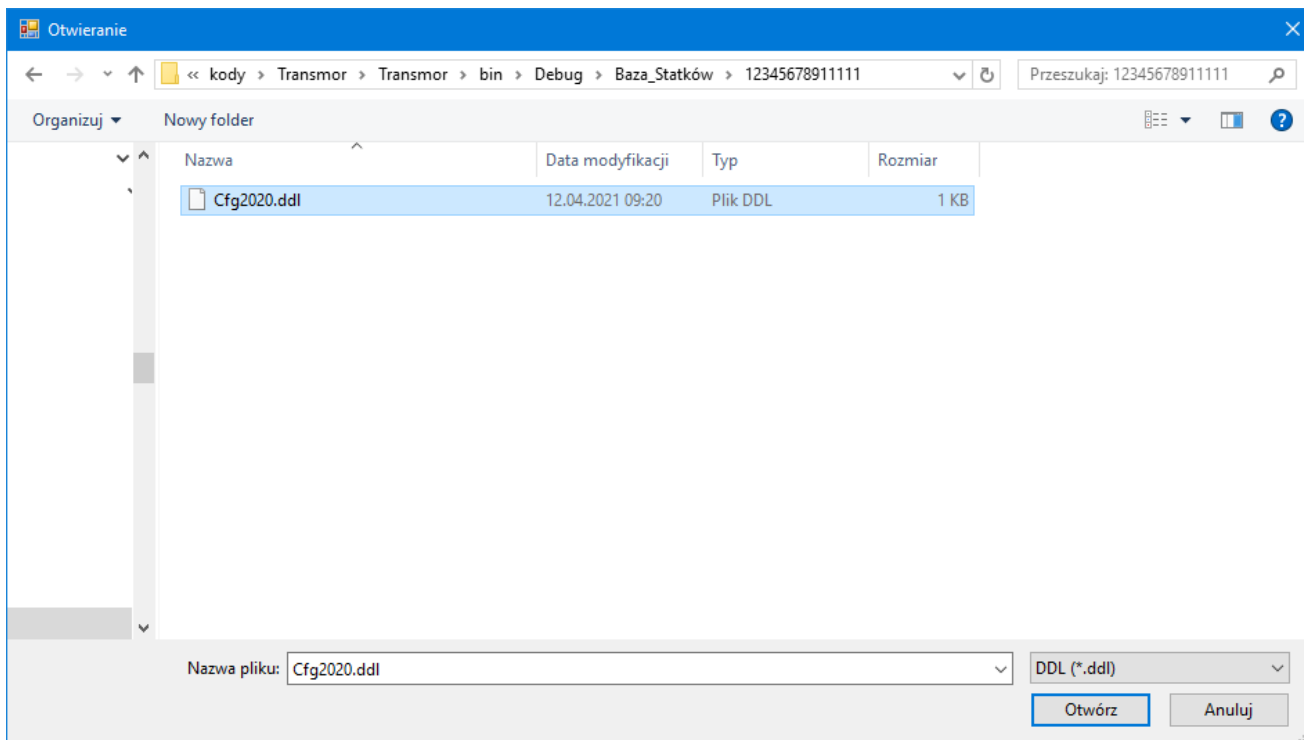 Otwieranie
« kody > Transmor > Transmor > bin > Debug > Baza_Statków > 12345678911111
Przeszukaj: 12345678911111
Organizuj Nowy folder
Nazwa Data modyfikacji Typ Rozmiar
Cfg2020.ddl 12.04.2021 09:20 Plik DDL 1 KB
Nazwa pliku: Cfg2020.ddl DDL (*.ddl)
Otwórz Anuluj